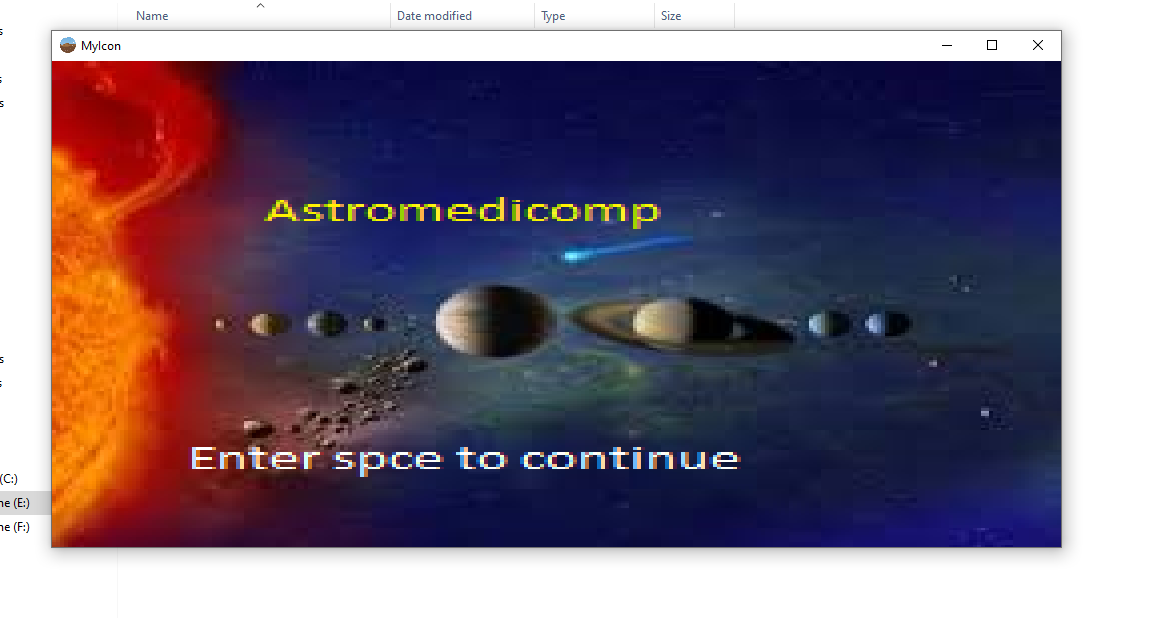 Name Date modified Type Size
s
MyIcon
s
s
Astromedicomp
s
s
Enter spce to continue
(C:)
ne (E:)
ne (F:)